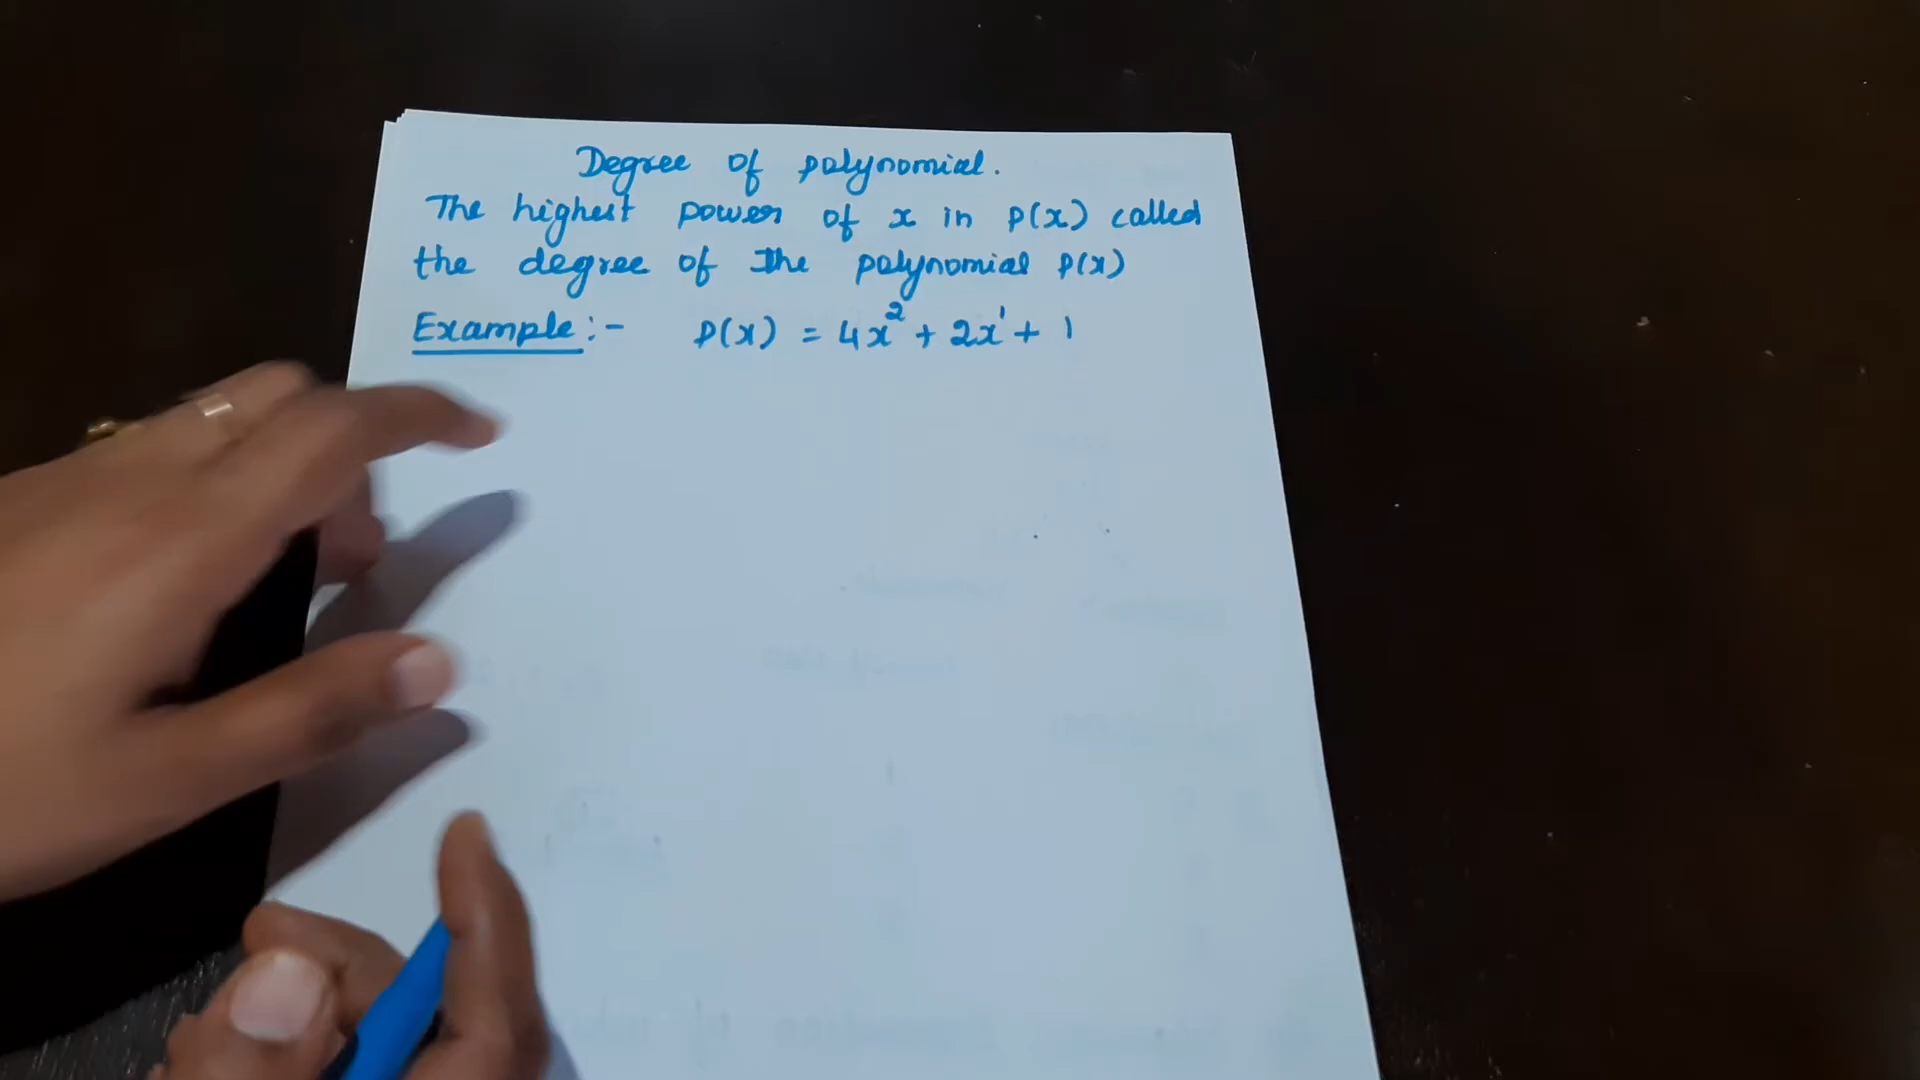 Degree of polynomial.
The highest power of x in p(x) called
the degree of the polynomial p(x)
Example:- p(x) = 4x² + 2x¹ + 1